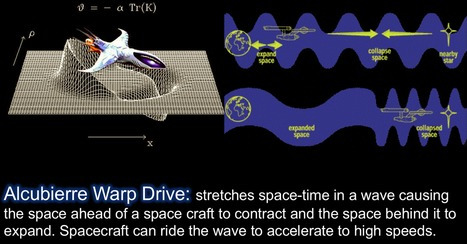 ϑ = − α Tr(K)
ρ
x
expand
space
collapse
space
nearby
star
expanded space
collapsed space
Alcubierre Warp Drive: stretches space-time in a wave causing
the space ahead of a space craft to contract and the space behind it to
expand. Spacecraft can ride the wave to accelerate to high speeds.